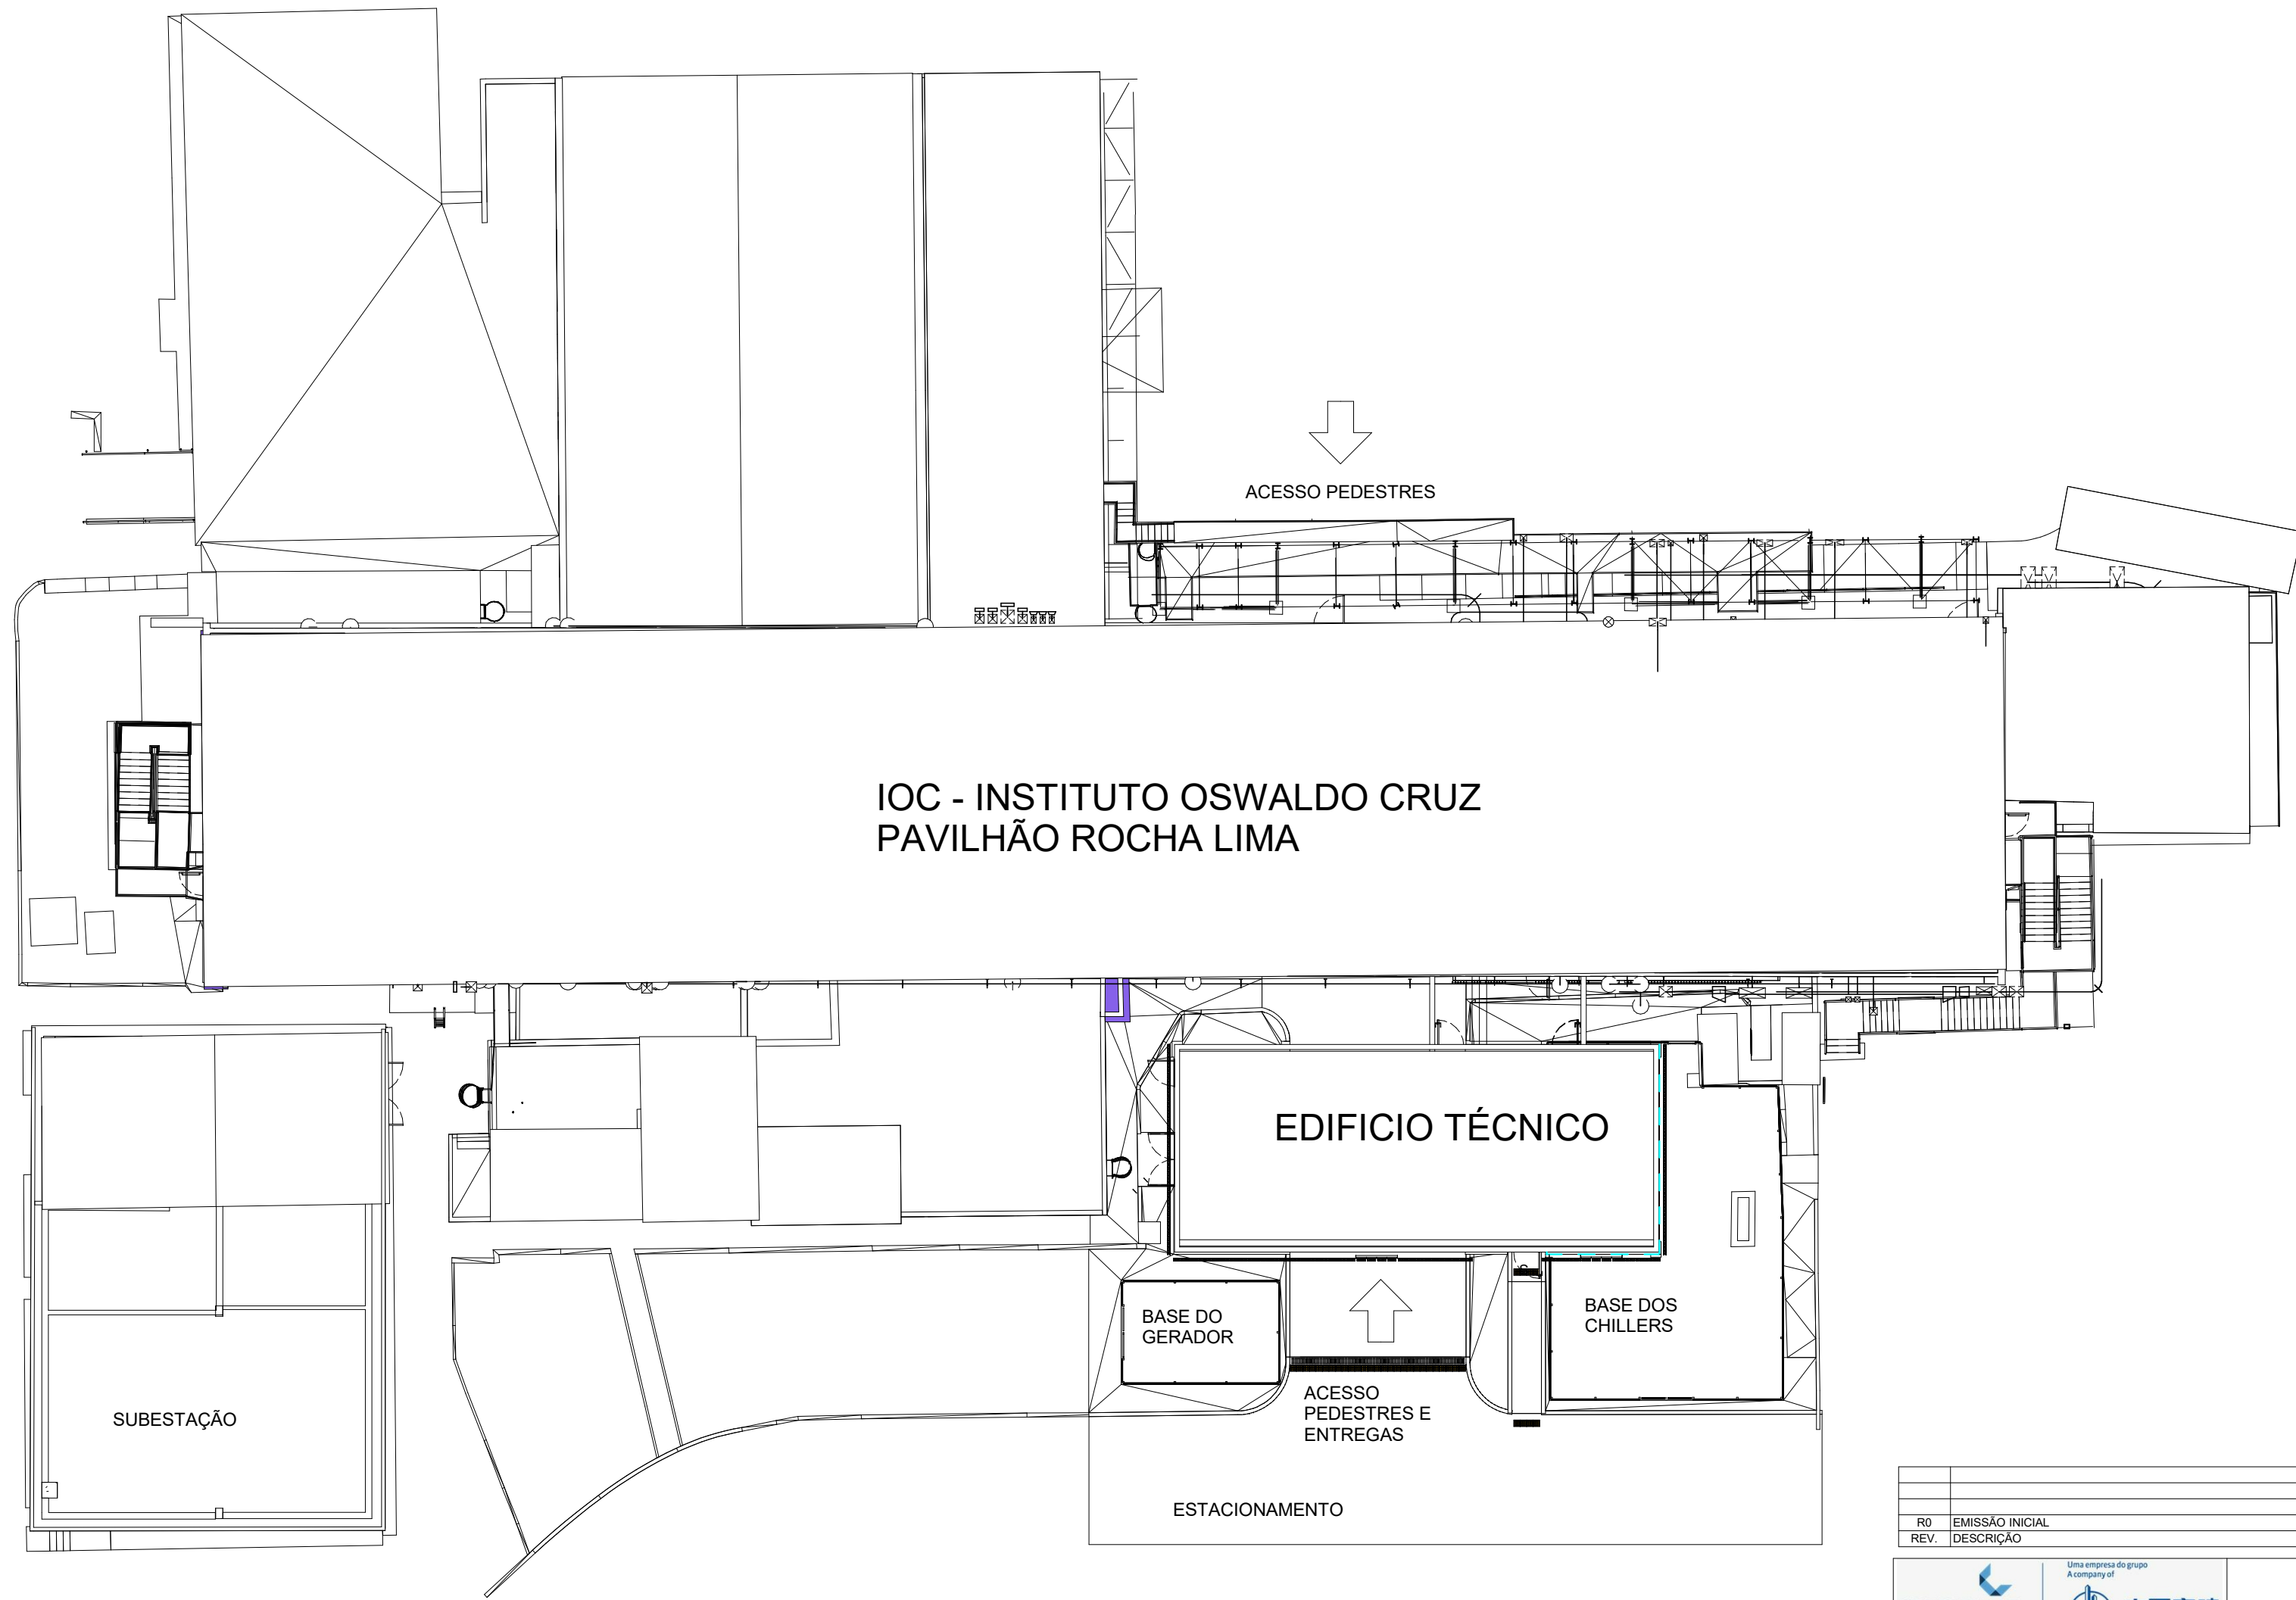 ACESSO PEDESTRES
IOC - INSTITUTO OSWALDO CRUZ
PAVILHÃO ROCHA LIMA
EDIFICIO TÉCNICO
BASE DO
GERADOR
BASE DOS
CHILLERS
ACESSO
PEDESTRES E
ENTREGAS
SUBESTAÇÃO
ESTACIONAMENTO
R0 EMISSÃO INICIAL
REV. DESCRIÇÃO
Uma empresa do grupo
A company of